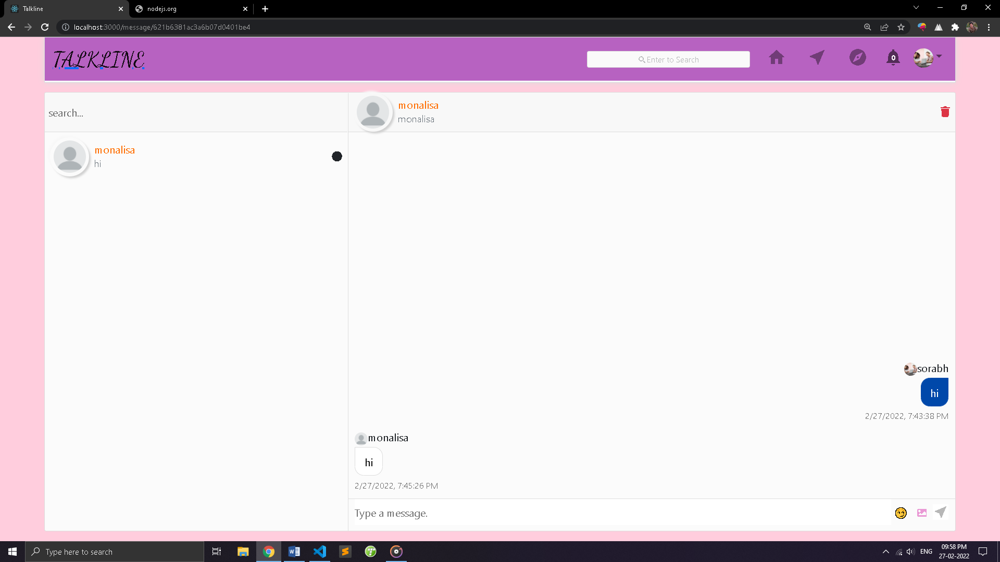 Talkline
nodejs.org
localhost:3000/message/621b6381ac3a6b07d0401be4
TALKLINE
Enter to Search
0
search...
monalisa
monalisa
monalisa
hi
sorabh
hi
2/27/2022, 7:43:38 PM
monalisa
hi
2/27/2022, 7:45:26 PM
Type a message.
Type here to search
ENG
09:58 PM
27-02-2022